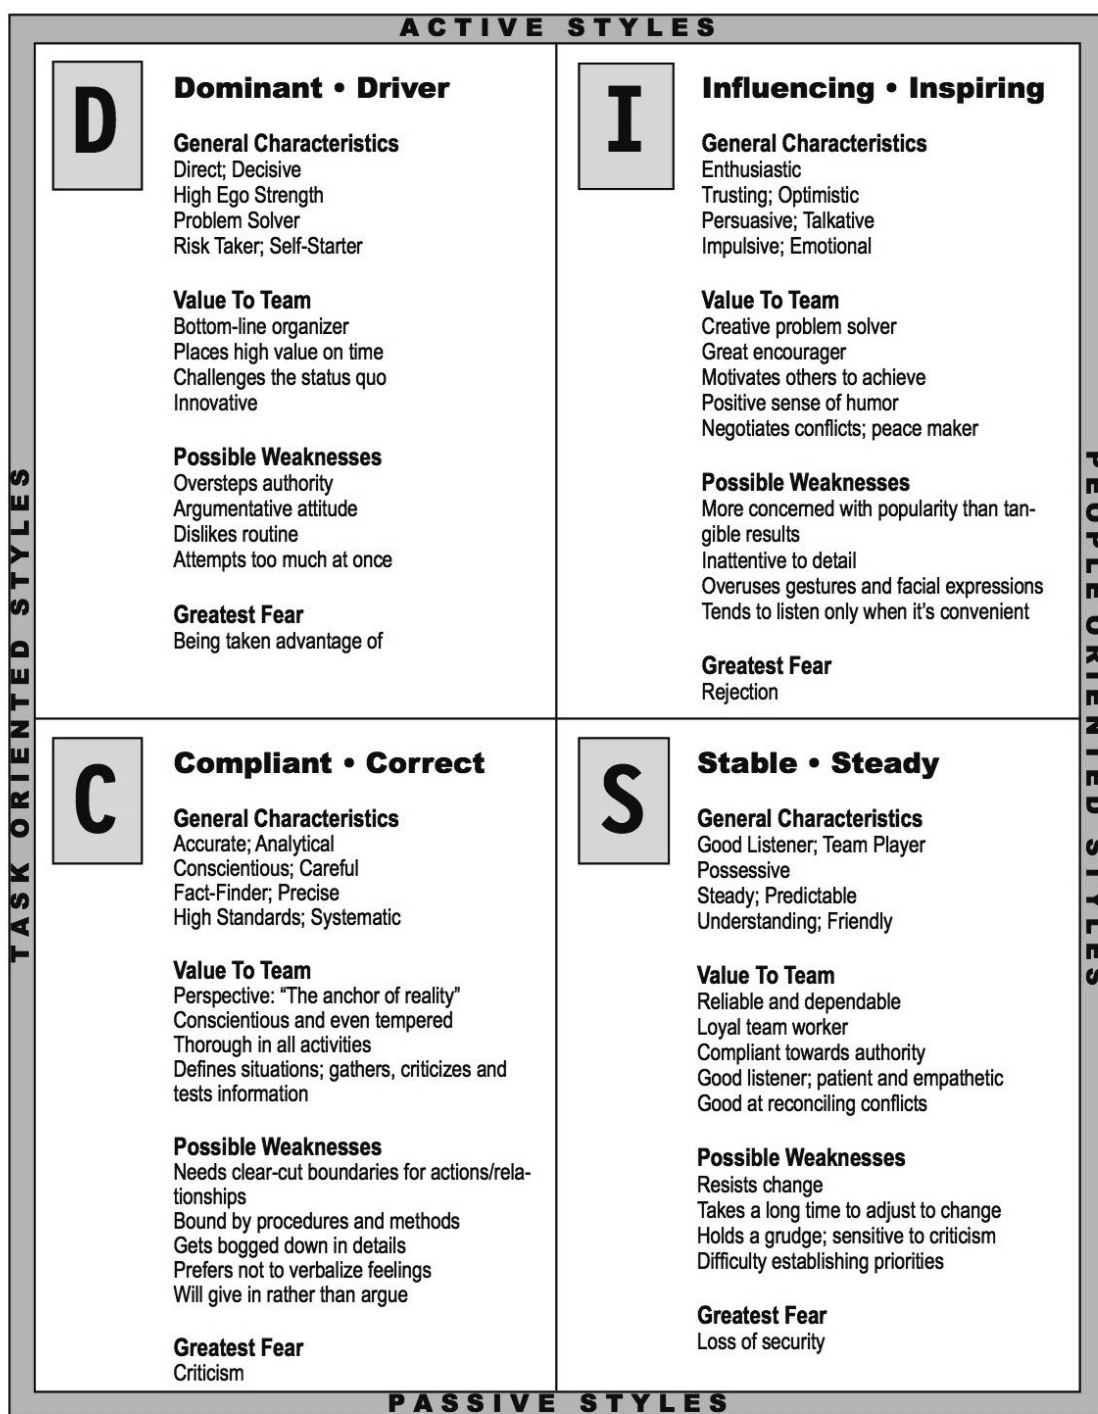 ACTIVE STYLES
D
Dominant • Driver
General Characteristics
Direct; Decisive
High Ego Strength
Problem Solver
Risk Taker; Self-Starter
Value To Team
Bottom-line organizer
Places high value on time
Challenges the status quo
Innovative
Possible Weaknesses
Oversteps authority
Argumentative attitude
Dislikes routine
Attempts too much at once
Greatest Fear
Being taken advantage of
I
Influencing • Inspiring
General Characteristics
Enthusiastic
Trusting; Optimistic
Persuasive; Talkative
Impulsive; Emotional
Value To Team
Creative problem solver
Great encourager
Motivates others to achieve
Positive sense of humor
Negotiates conflicts; peace maker
Possible Weaknesses
More concerned with popularity than tan-
gible results
Inattentive to detail
Overuses gestures and facial expressions
Tends to listen only when it's convenient
Greatest Fear
Rejection
TASK ORIENTED STYLES
PEOPLE ORIENTED STYLES
C
Compliant • Correct
General Characteristics
Accurate; Analytical
Conscientious; Careful
Fact-Finder; Precise
High Standards; Systematic
Value To Team
Perspective: “The anchor of reality”
Conscientious and even tempered
Thorough in all activities
Defines situations; gathers, criticizes and
tests information
Possible Weaknesses
Needs clear-cut boundaries for actions/rela-
tionships
Bound by procedures and methods
Gets bogged down in details
Prefers not to verbalize feelings
Will give in rather than argue
Greatest Fear
Criticism
S
Stable • Steady
General Characteristics
Good Listener; Team Player
Possessive
Steady; Predictable
Understanding; Friendly
Value To Team
Reliable and dependable
Loyal team worker
Compliant towards authority
Good listener; patient and empathetic
Good at reconciling conflicts
Possible Weaknesses
Resists change
Takes a long time to adjust to change
Holds a grudge; sensitive to criticism
Difficulty establishing priorities
Greatest Fear
Loss of security
PASSIVE STYLES